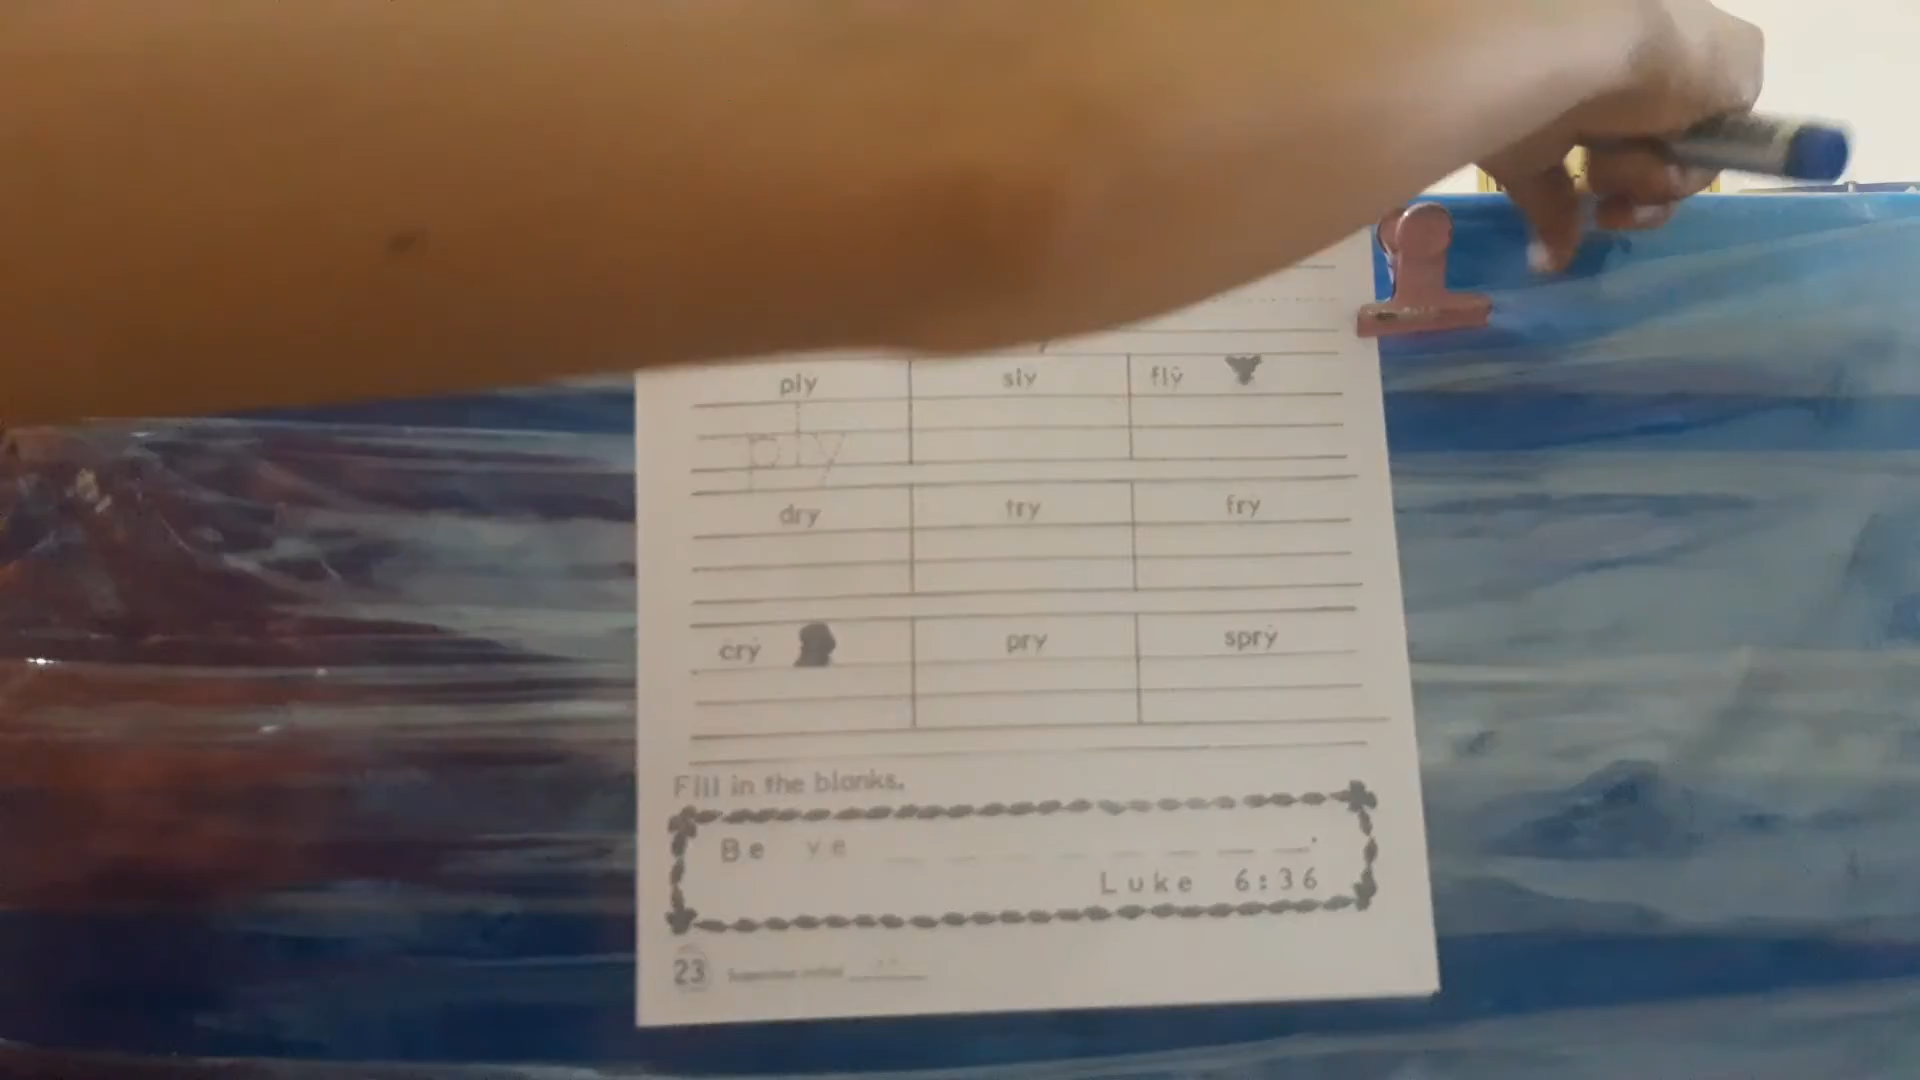 ply sly fly
ply
dry try fry
cry pry spry
Fill in the blanks.
Be ye _ _ _ _ _ _ _ _.
Luke 6:36
23